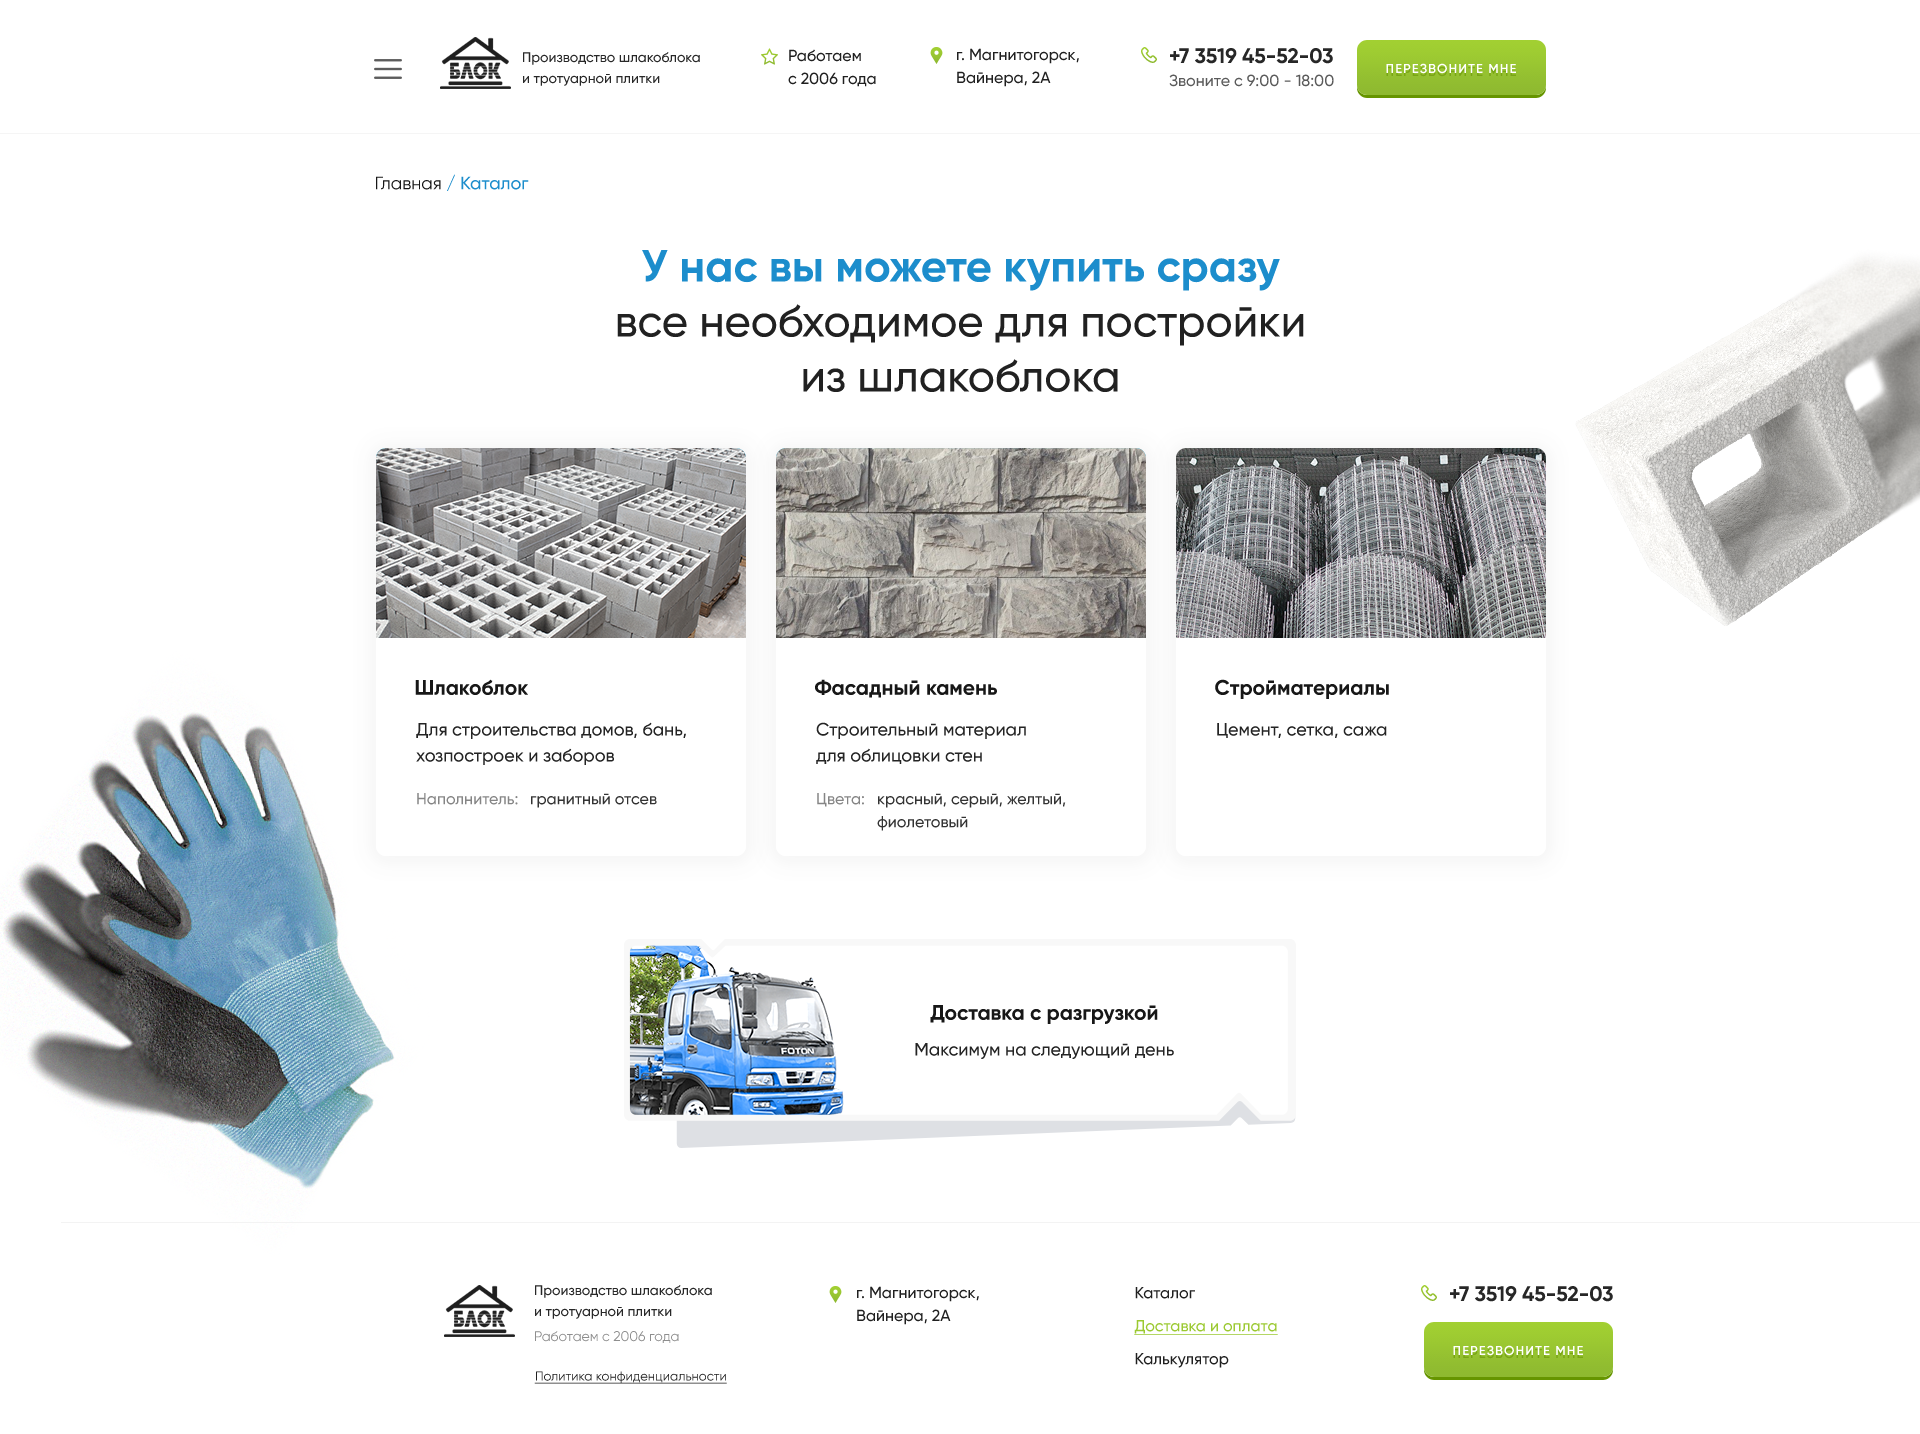 БЛОК
Производство шлакоблока
и тротуарной плитки
Работаем
с 2006 года
г. Магнитогорск,
Вайнера, 2А
+7 3519 45-52-03
Звоните с 9:00 - 18:00
ПЕРЕЗВОНИТЕ МНЕ
Главная / Каталог
У нас вы можете купить сразу
все необходимое для постройки
из шлакоблока
Шлакоблок
Для строительства домов, бань,
хозпостроек и заборов
Наполнитель: гранитный отсев
Фасадный камень
Строительный материал
для облицовки стен
Цвета: красный, серый, желтый,
фиолетовый
Стройматериалы
Цемент, сетка, сажа
FOTON
Доставка с разгрузкой
Максимум на следующий день
БЛОК
Производство шлакоблока
и тротуарной плитки
Работаем с 2006 года
Политика конфиденциальности
г. Магнитогорск,
Вайнера, 2А
Каталог
Доставка и оплата
Калькулятор
+7 3519 45-52-03
ПЕРЕЗВОНИТЕ МНЕ